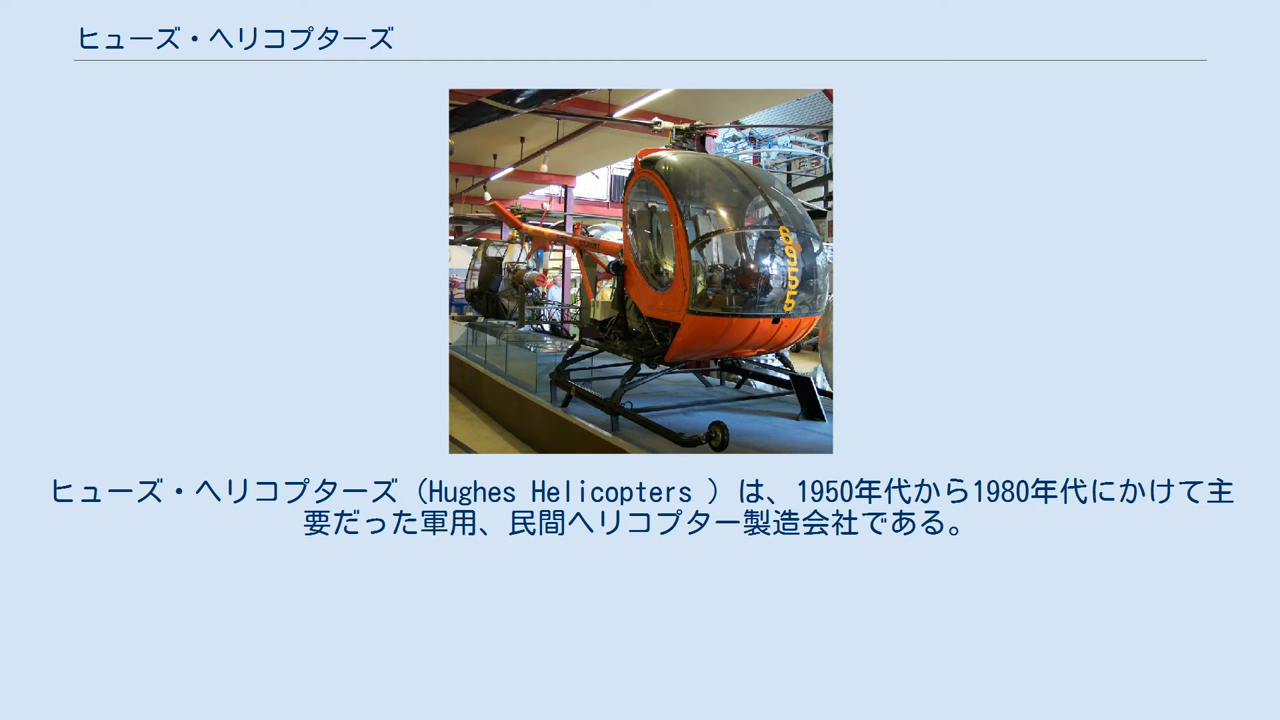 ヒューズ・ヘリコプターズ
ヒューズ・ヘリコプターズ（Hughes Helicopters ）は、1950年代から1980年代にかけて主
要だった軍用、民間ヘリコプター製造会社である。